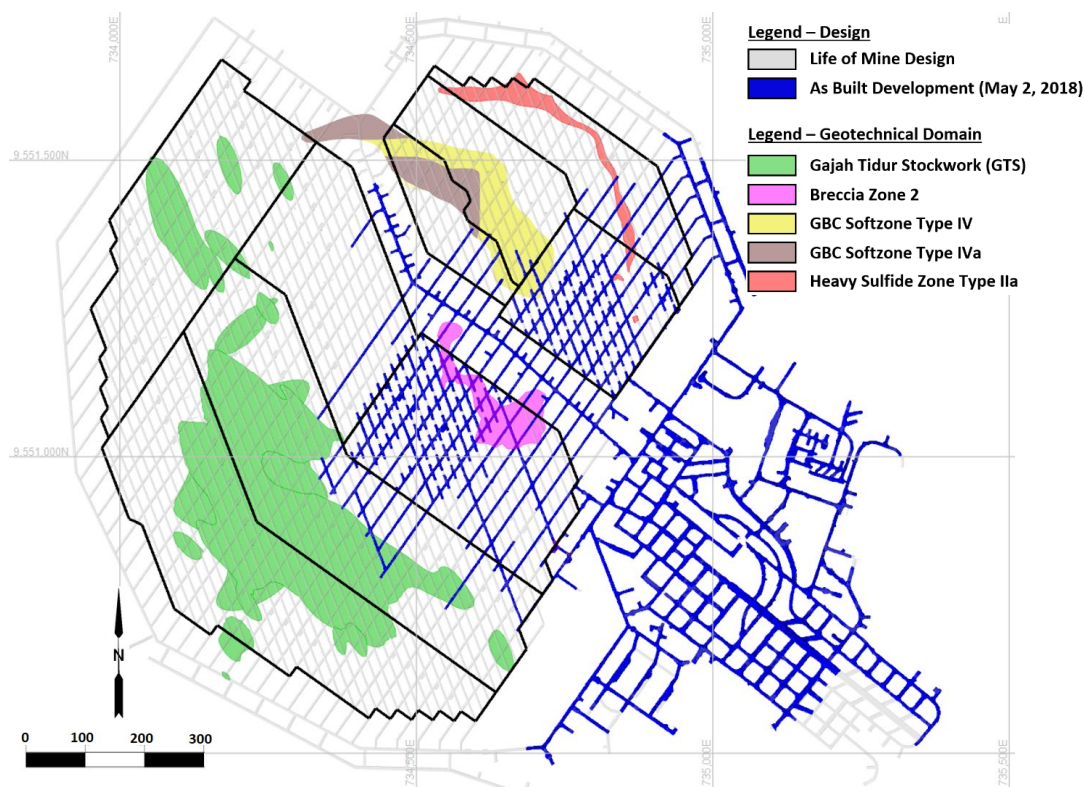 734,000E
734,500E
735,000E
E
Legend – Design
Life of Mine Design
As Built Development (May 2, 2018)
Legend – Geotechnical Domain
Gajah Tidur Stockwork (GTS)
Breccia Zone 2
GBC Softzone Type IV
GBC Softzone Type IVa
Heavy Sulfide Zone Type IIa
9.551,500N
9.551,000N
N
0 100 200 300
734,500E
735,000E
735,500E